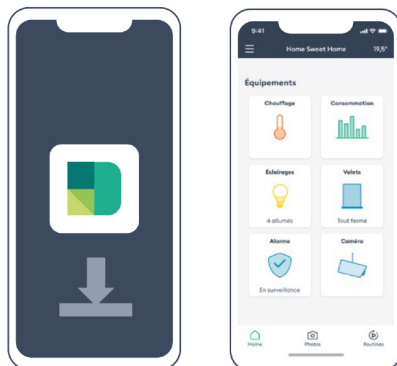 9:41
Home Sweet Home 19,5°
Équipements
Chauffage Consommation
Éclairages Volets
4 allumés Tout fermé
Alarme Caméra
En surveillance
Home Photos Routines